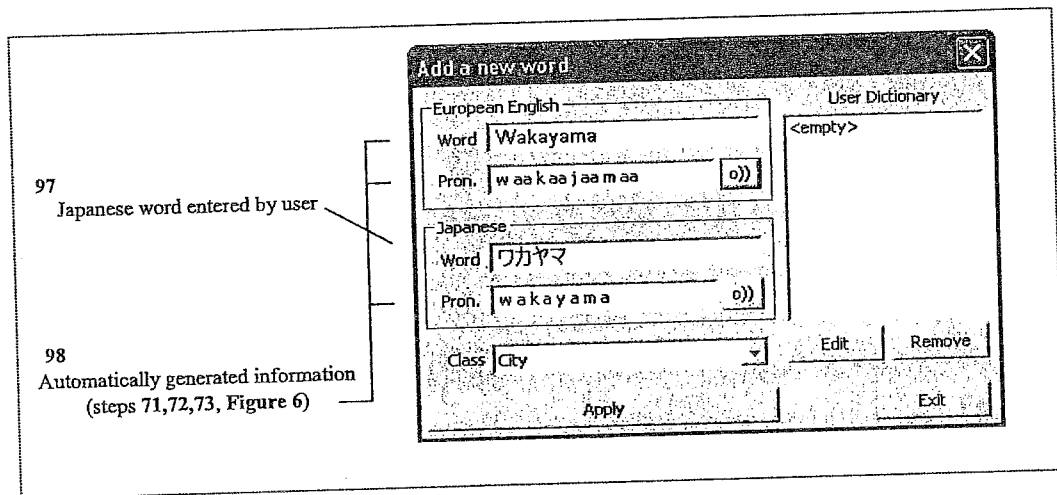 97
Japanese word entered by user
98
Automatically generated information
(steps 71,72,73, Figure 6)
Add a new word
European English
Word Wakayama
Pron. w aa k aa j aa m aa o))
Japanese
Word ワカヤマ
Pron. w a k a y a m a o))
Class City
Apply
User Dictionary
<empty>
Edit Remove
Exit